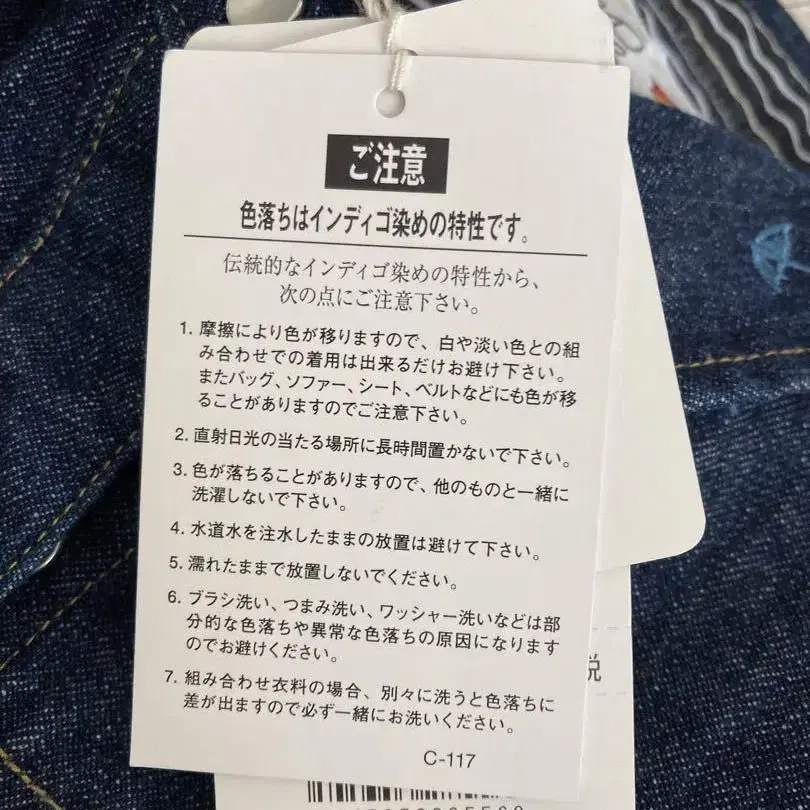 ご注意
色落ちはインディゴ染めの特性です。
伝統的なインディゴ染めの特性から、
次の点にご注意下さい。
1. 摩擦により色が移りますので、白や淡い色との組
み合わせでの着用は出来るだけお避け下さい。
またバッグ、ソファー、シート、ベルトなどにも色が移
ることがありますのでご注意下さい。
2. 直射日光の当たる場所に長時間置かないで下さい。
3. 色が落ちることがありますので、他のものと一緒に
洗濯しないで下さい。
4. 水道水を注水したままの放置は避けて下さい。
5. 濡れたままで放置しないでください。
6. ブラシ洗い、つまみ洗い、ワッシャー洗いなどは部
分的な色落ちや異常な色落ちの原因になります
のでお避けください。
7. 組み合わせ衣料の場合、別々に洗うと色落ちに
差が出ますので必ず一緒にお洗いください。
C-117
税